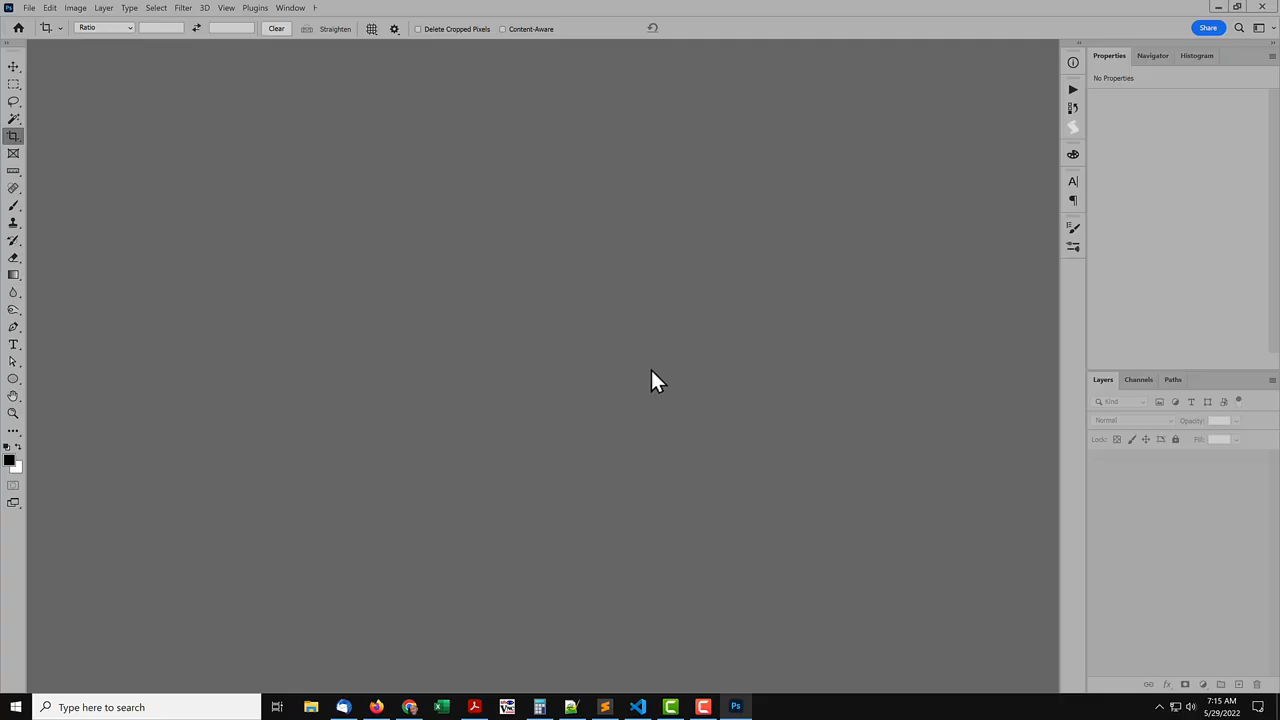 Ps File Edit Image Layer Type Select Filter 3D View Plugins Window
Ratio Clear Straighten Delete Cropped Pixels Content-Aware Share
Properties Navigator Histogram
No Properties
Layers Channels Paths
Kind
Normal Opacity:
Lock: Fill:
Type here to search
Ps
7:15 AM
5/29/2022